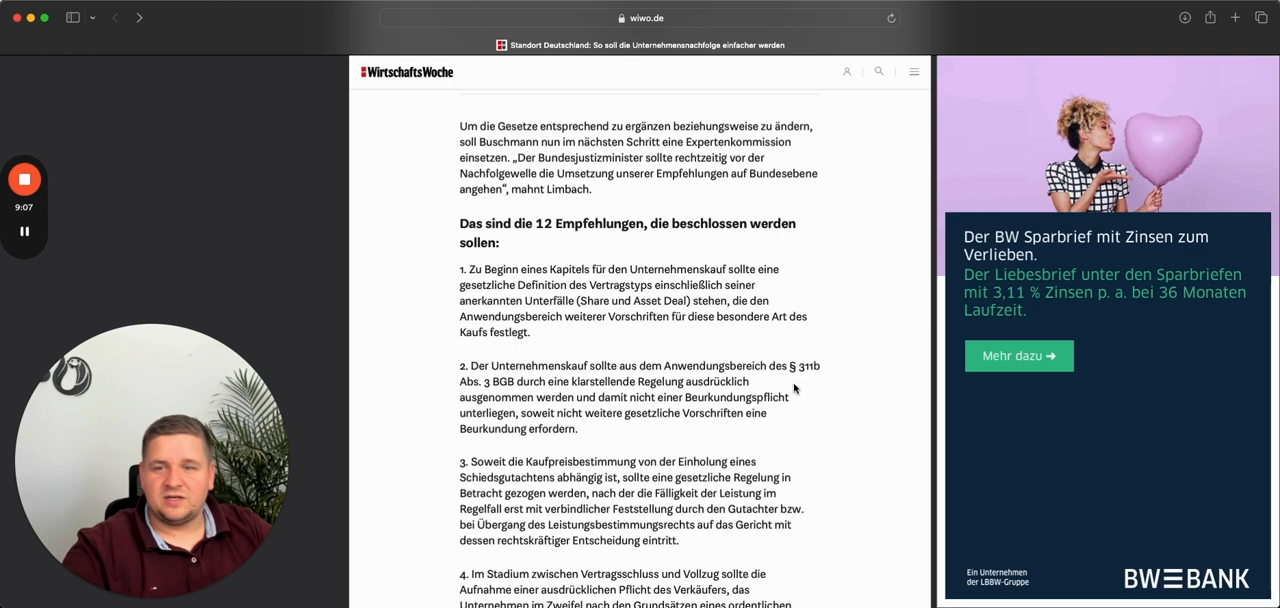 wiwo.de
Standort Deutschland: So soll die Unternehmensnachfolge einfacher werden
WirtschaftsWoche
9:07
Um die Gesetze entsprechend zu ergänzen beziehungsweise zu ändern,
soll Buschmann nun im nächsten Schritt eine Expertenkommission
einsetzen. „Der Bundesjustizminister sollte rechtzeitig vor der
Nachfolgewelle die Umsetzung unserer Empfehlungen auf Bundesebene
angehen“, mahnt Limbach.
Das sind die 12 Empfehlungen, die beschlossen werden
sollen:
1. Zu Beginn eines Kapitels für den Unternehmenskauf sollte eine
gesetzliche Definition des Vertragstyps einschließlich seiner
anerkannten Unterfälle (Share und Asset Deal) stehen, die den
Anwendungsbereich weiterer Vorschriften für diese besondere Art des
Kaufs festlegt.
2. Der Unternehmenskauf sollte aus dem Anwendungsbereich des § 311b
Abs. 3 BGB durch eine klarstellende Regelung ausdrücklich
ausgenommen werden und damit nicht einer Beurkundungspflicht
unterliegen, soweit nicht weitere gesetzliche Vorschriften eine
Beurkundung erfordern.
3. Soweit die Kaufpreisbestimmung von der Einholung eines
Schiedsgutachtens abhängig ist, sollte eine gesetzliche Regelung in
Betracht gezogen werden, nach der die Fälligkeit der Leistung im
Regelfall erst mit verbindlicher Feststellung durch den Gutachter bzw.
bei Übergang des Leistungsbestimmungsrechts auf das Gericht mit
dessen rechtskräftiger Entscheidung eintritt.
4. Im Stadium zwischen Vertragsschluss und Vollzug sollte die
Aufnahme einer ausdrücklichen Pflicht des Verkäufers, das
Unternehmen im Zweifel nach den Grundsätzen eines ordentlichen
Der BW Sparbrief mit Zinsen zum
Verlieben.
Der Liebesbrief unter den Sparbriefen
mit 3,11 % Zinsen p. a. bei 36 Monaten
Laufzeit.
Mehr dazu ➔
Ein Unternehmen
der LBBW-Gruppe
BW BANK